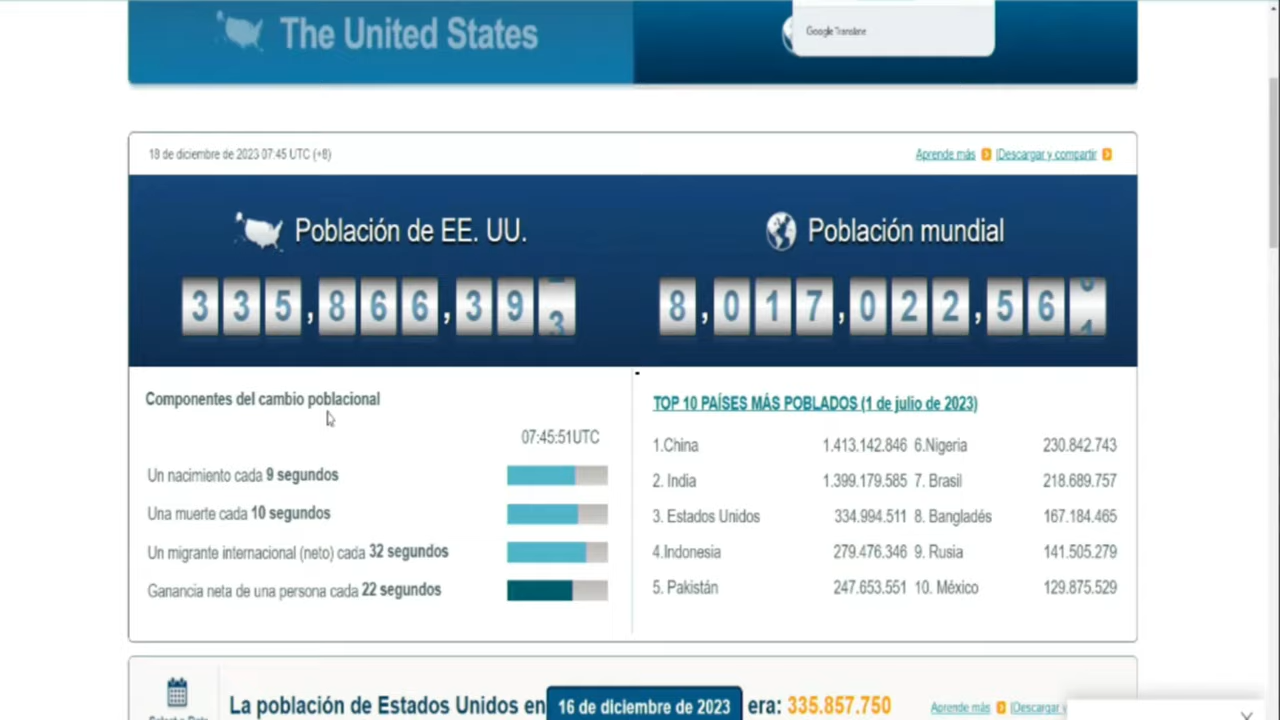 The United States
Google Translate
18 de diciembre de 2023 07:45 UTC (+8)
Aprende más | Descargar y compartir
Población de EE. UU.
335,866,393
Población mundial
8,017,022,56
Componentes del cambio poblacional
07:45:51UTC
Un nacimiento cada 9 segundos
Una muerte cada 10 segundos
Un migrante internacional (neto) cada 32 segundos
Ganancia neta de una persona cada 22 segundos
TOP 10 PAÍSES MÁS POBLADOS (1 de julio de 2023)
1.China 1.413.142.846 6.Nigeria 230.842.743
2. India 1.399.179.585 7. Brasil 218.689.757
3. Estados Unidos 334.994.511 8. Bangladés 167.184.465
4.Indonesia 279.476.346 9. Rusia 141.505.279
5. Pakistán 247.653.551 10. México 129.875.529
La población de Estados Unidos en 16 de diciembre de 2023 era: 335.857.750
Aprende más | Descargar